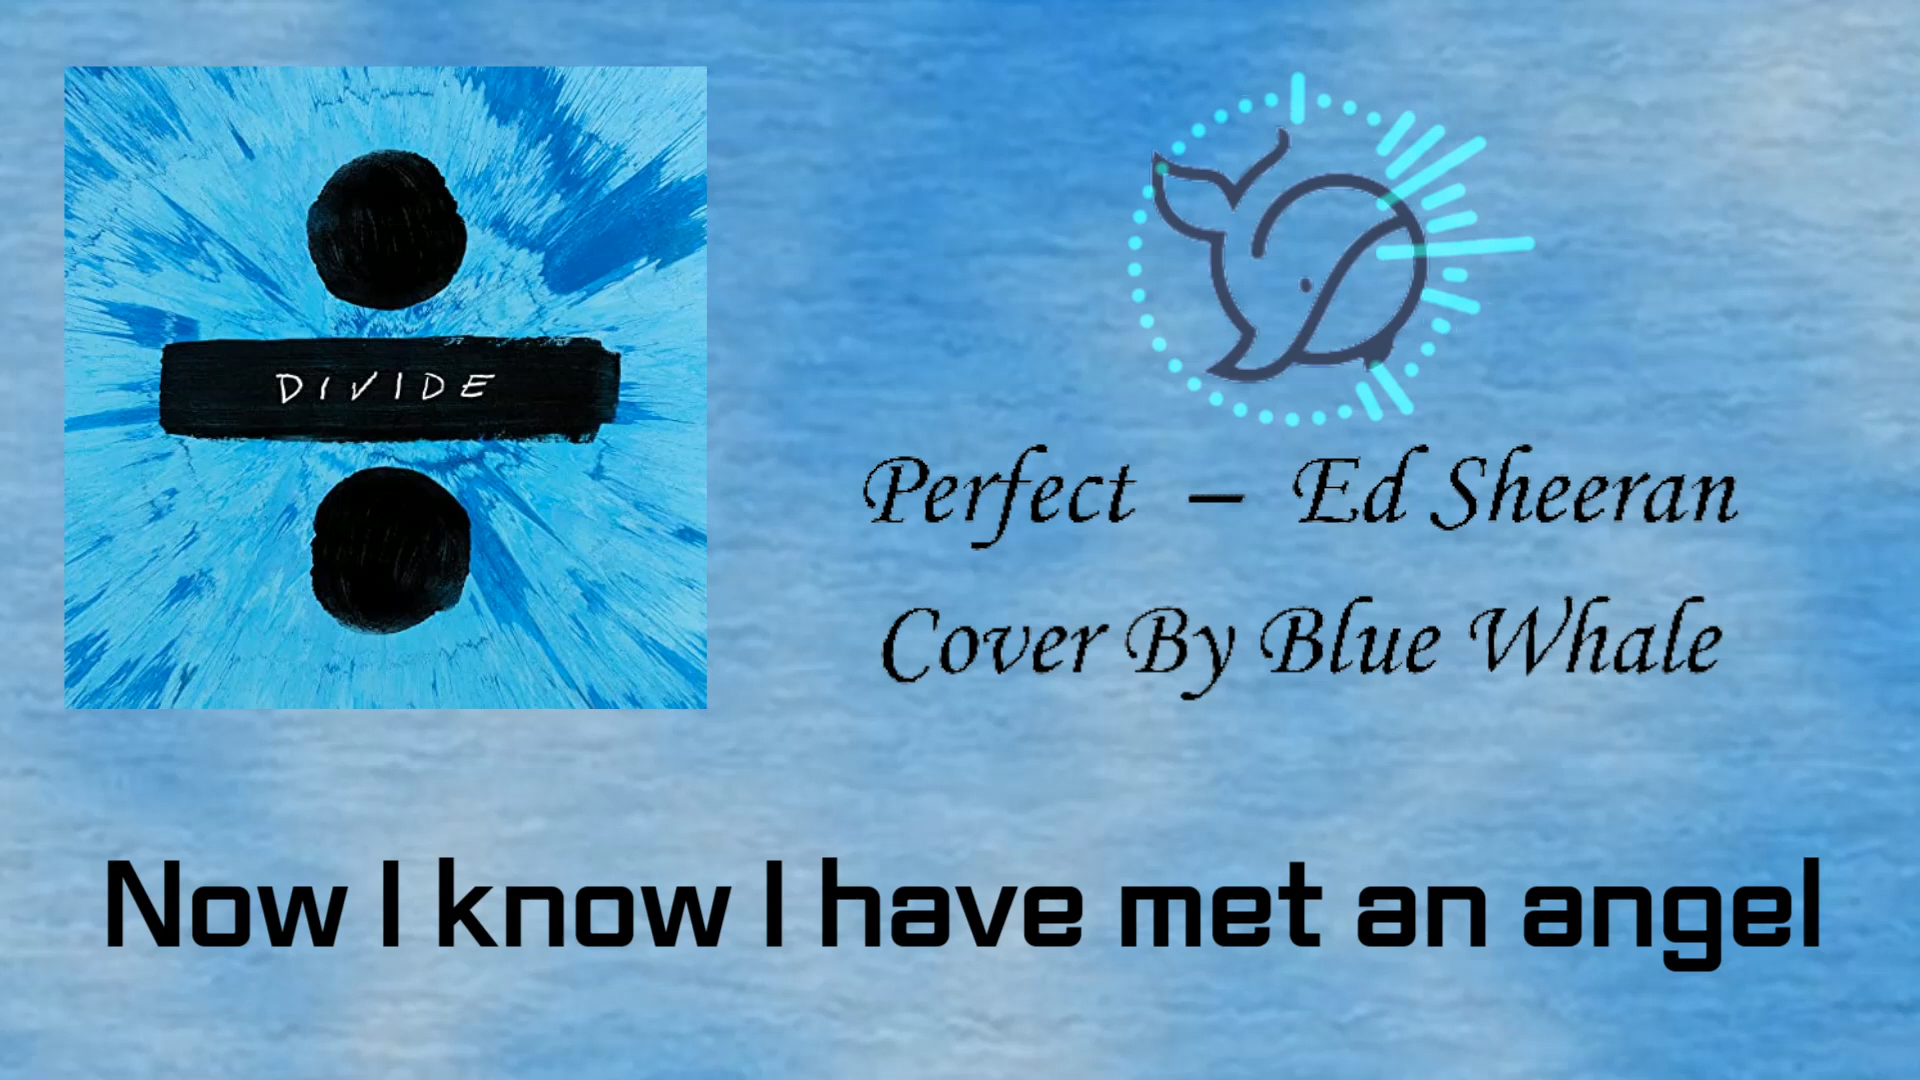 DIVIDE
Perfect – Ed Sheeran
Cover By Blue Whale
Now I know I have met an angel